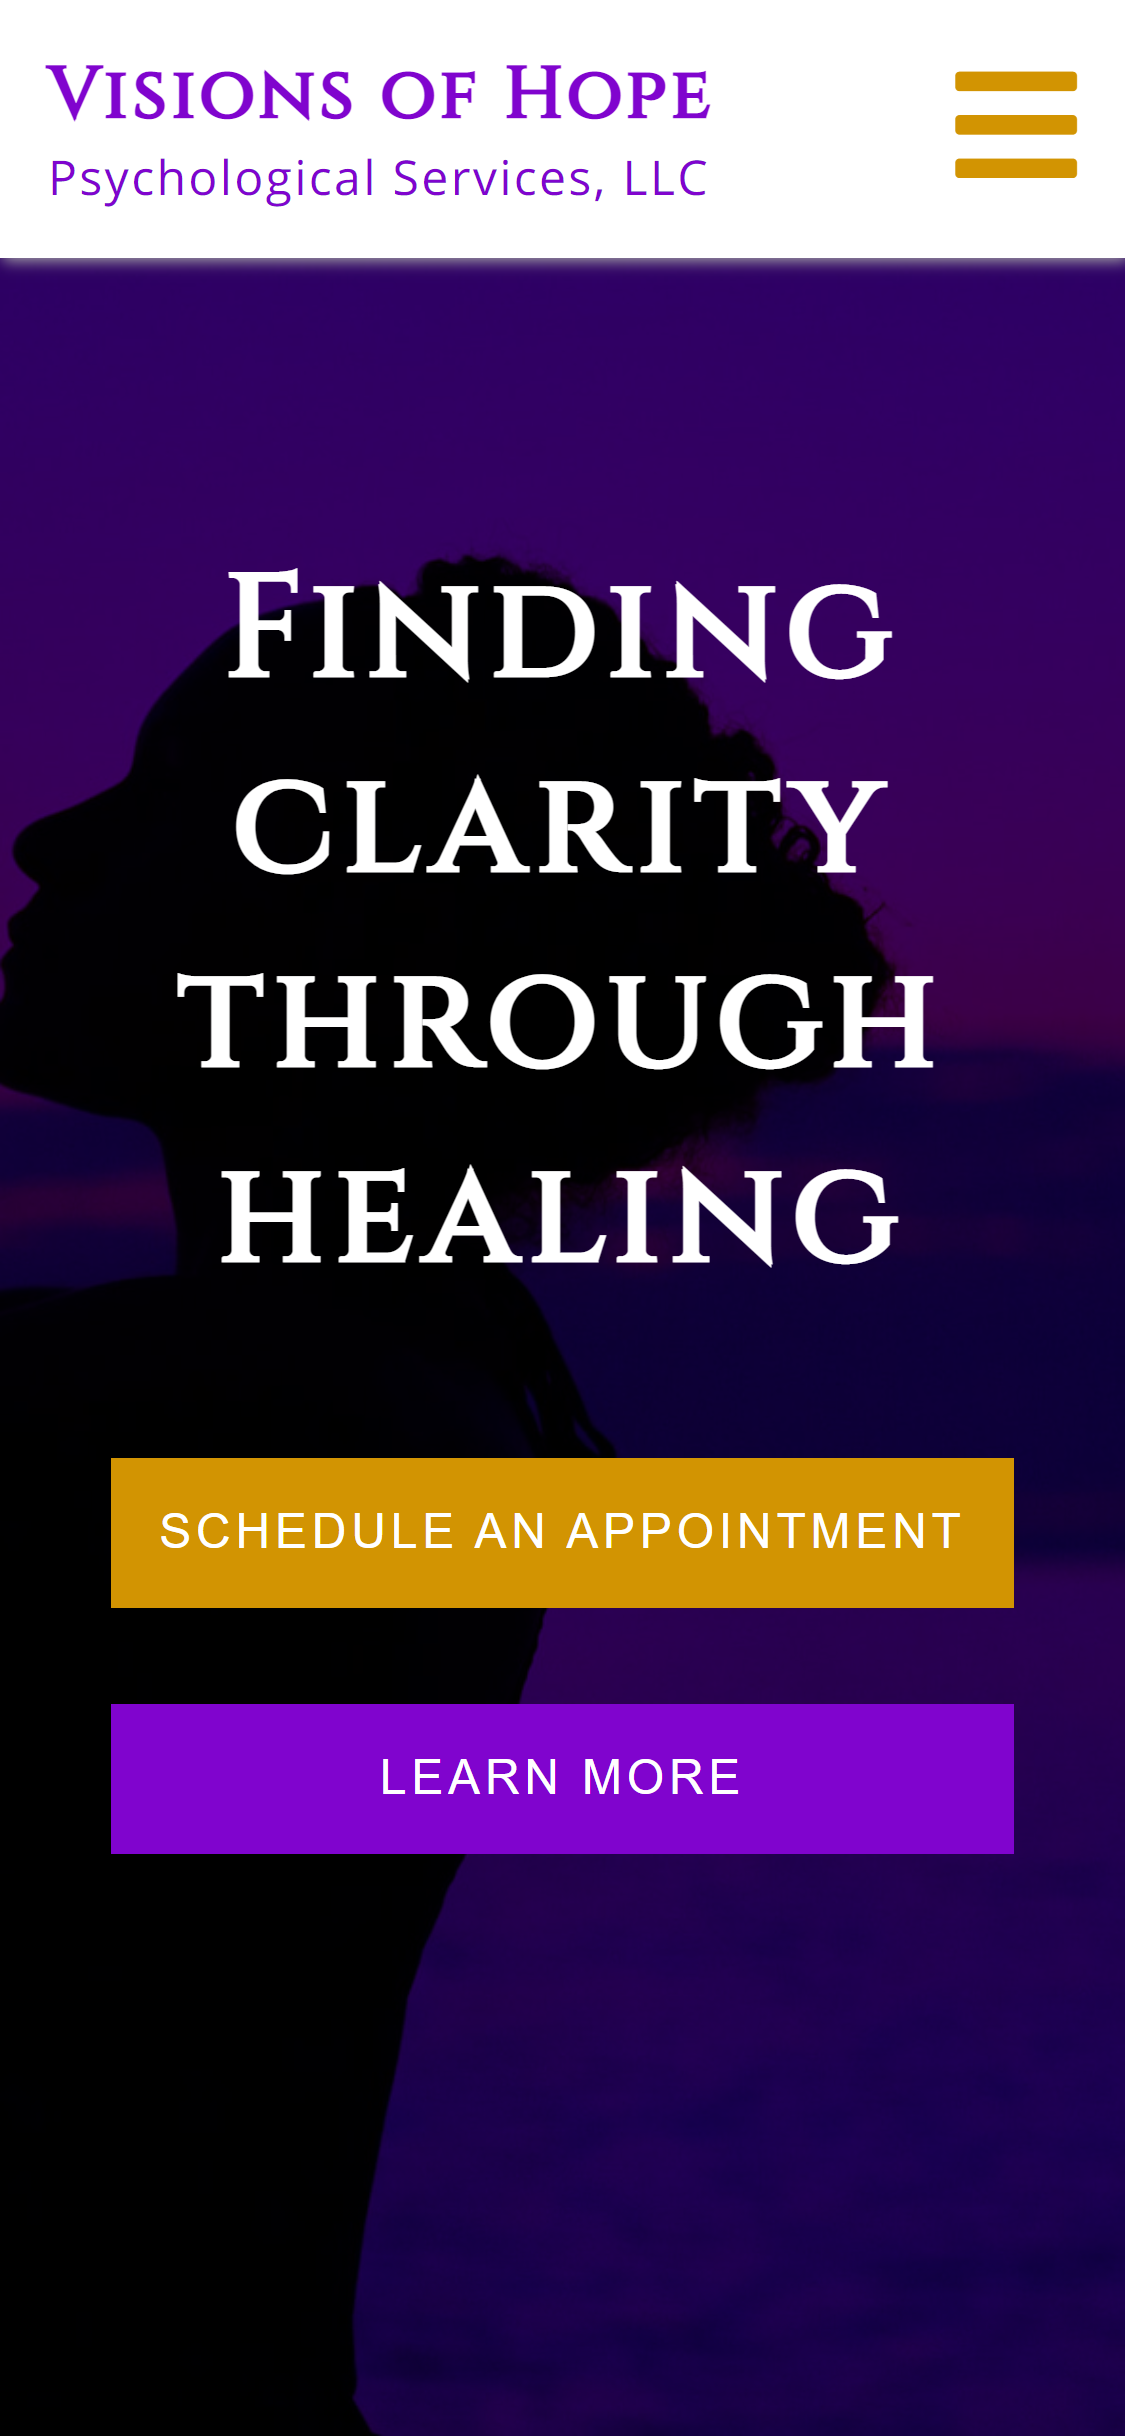 Visions of Hope
Psychological Services, LLC
Finding
clarity
through
healing
SCHEDULE AN APPOINTMENT
LEARN MORE